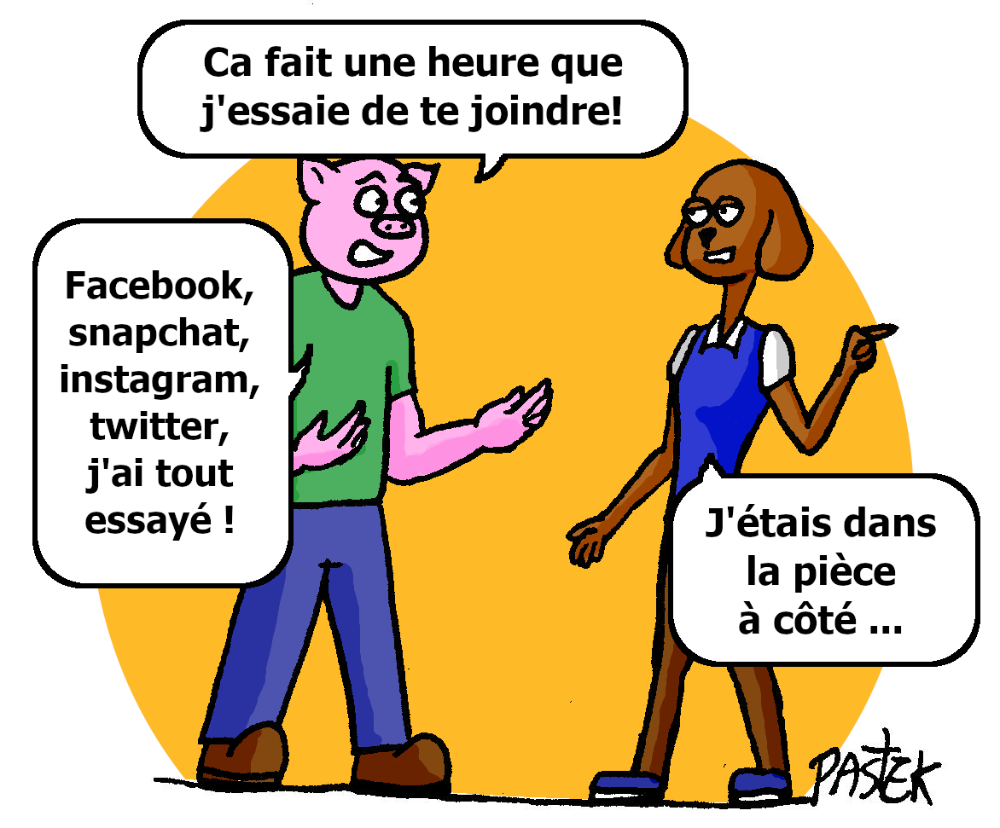 Ca fait une heure que
j'essaie de te joindre!
Facebook,
snapchat,
instagram,
twitter,
j'ai tout
essayé !
J'étais dans
la pièce
à côté ...
PASTEK